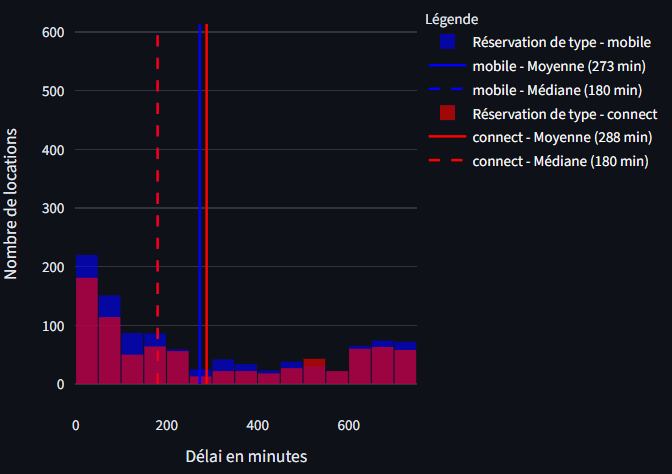 Légende
Réservation de type - mobile
mobile - Moyenne (273 min)
mobile - Médiane (180 min)
Réservation de type - connect
connect - Moyenne (288 min)
connect - Médiane (180 min)
Nombre de locations
600
500
400
300
200
100
0
0 200 400 600
Délai en minutes